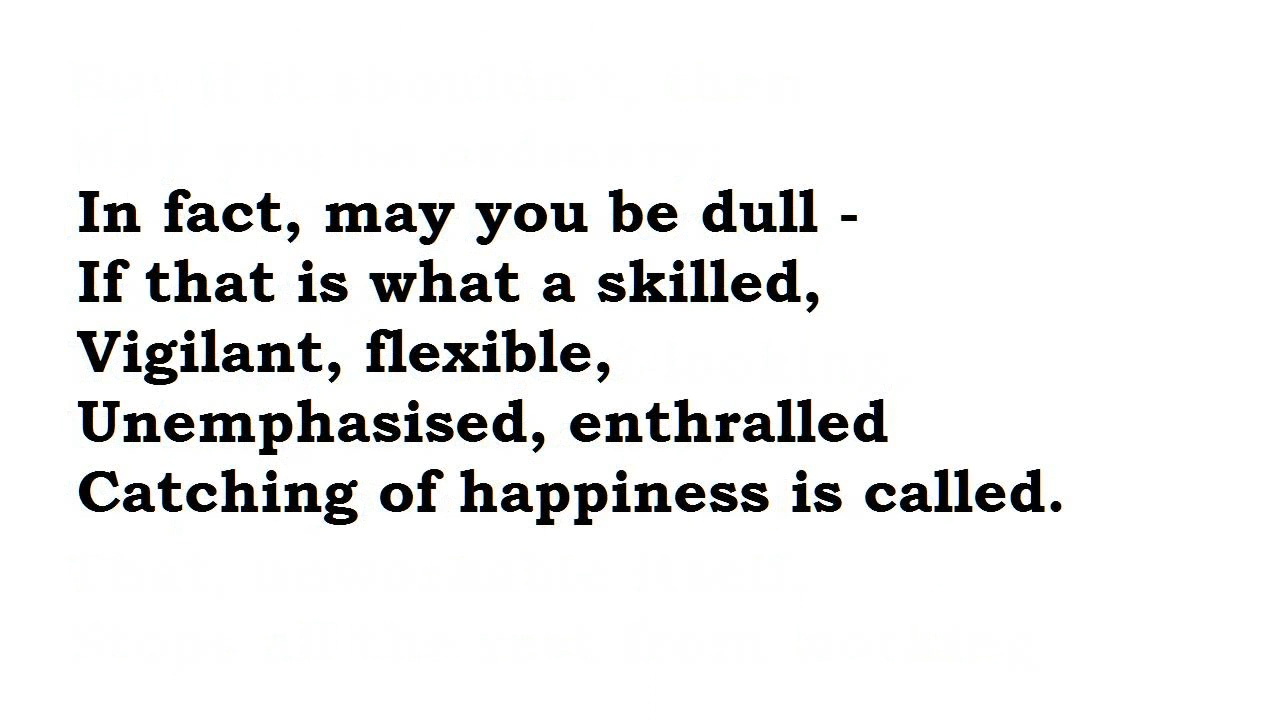 In fact, may you be dull -
If that is what a skilled,
Vigilant, flexible,
Unemphasised, enthralled
Catching of happiness is called.